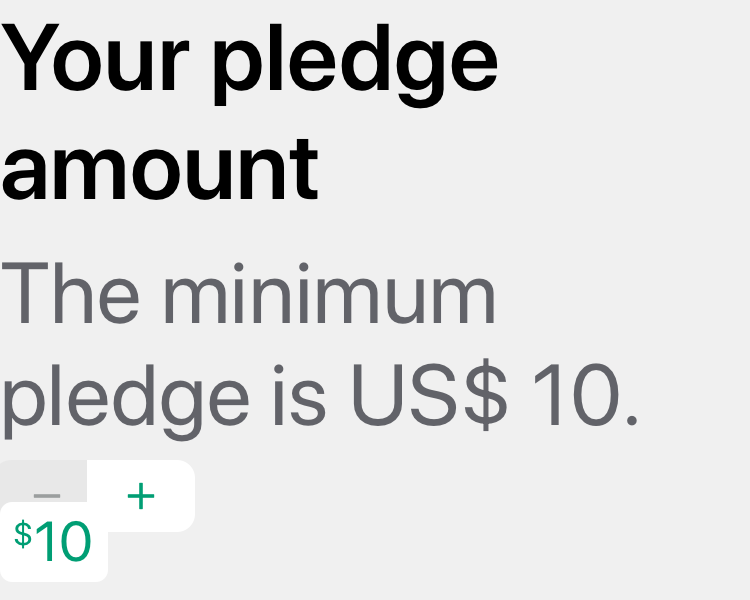 Your pledge
amount
The minimum
pledge is US$ 10.
− +
$10